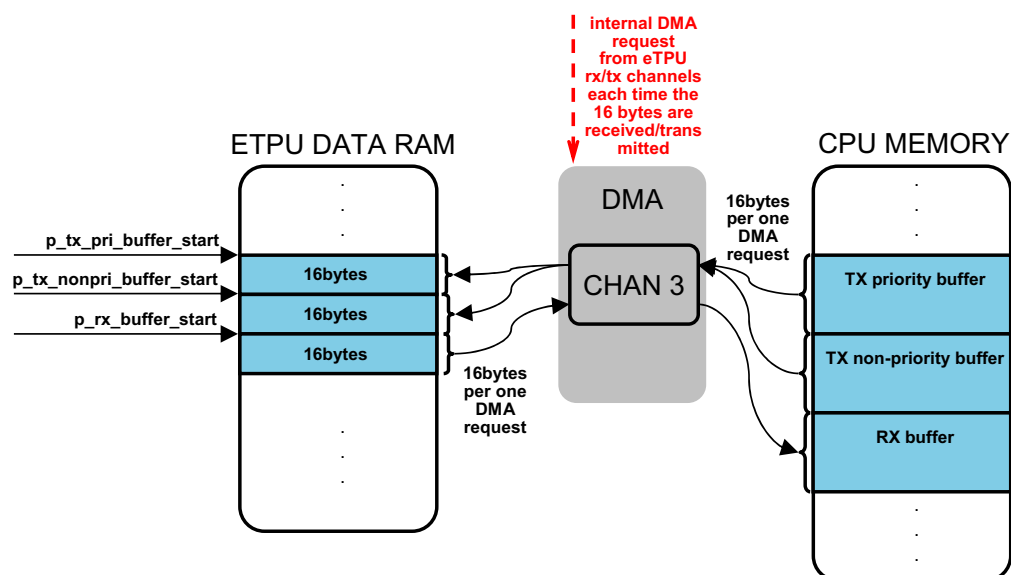 internal DMA
request
from eTPU
rx/tx channels
each time the
16 bytes are
received/trans
mitted
ETPU DATA RAM
CPU MEMORY
DMA
16bytes
per one
DMA
request
p_tx_pri_buffer_start
p_tx_nonpri_buffer_start
p_rx_buffer_start
16bytes
16bytes
16bytes
CHAN 3
TX priority buffer
TX non-priority buffer
RX buffer
16bytes
per one
DMA
request